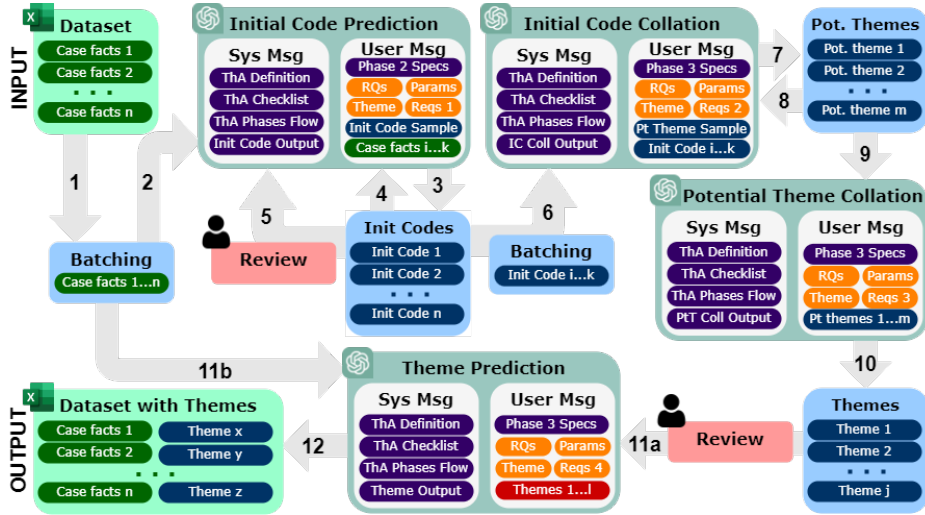 INPUT
Dataset
Case facts 1
Case facts 2
. . .
Case facts n
Initial Code Prediction
Sys Msg
ThA Definition
ThA Checklist
ThA Phases Flow
Init Code Output
User Msg
Phase 2 Specs
RQs
Params
Theme
Reqs 1
Init Code Sample
Case facts i...k
Initial Code Collation
Sys Msg
ThA Definition
ThA Checklist
ThA Phases Flow
IC Coll Output
User Msg
Phase 3 Specs
RQs
Params
Theme
Reqs 2
Pt Theme Sample
Init Code i...k
7
8
Pot. Themes
Pot. theme 1
Pot. theme 2
. . .
Pot. theme m
1
2
3
4
5
6
9
Batching
Case facts 1...n
Review
Init Codes
Init Code 1
Init Code 2
. . .
Init Code n
Batching
Init Code i...k
Potential Theme Collation
Sys Msg
ThA Definition
ThA Checklist
ThA Phases Flow
PtT Coll Output
User Msg
Phase 3 Specs
RQs
Params
Theme
Reqs 3
Pt themes 1...m
10
11b
OUTPUT
X
Dataset with Themes
Case facts 1
Theme x
Case facts 2
Theme y
. . .
Case facts n
Theme z
12
Theme Prediction
Sys Msg
ThA Definition
ThA Checklist
ThA Phases Flow
Theme Output
User Msg
Phase 3 Specs
RQs
Params
Theme
Reqs 4
Themes 1...l
11a
Review
Themes
Theme 1
Theme 2
. . .
Theme j